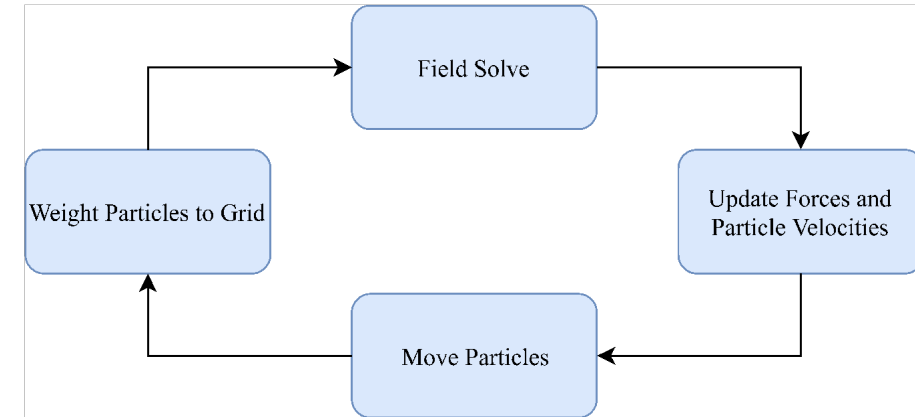 Field Solve
Weight Particles to Grid
Update Forces and
Particle Velocities
Move Particles